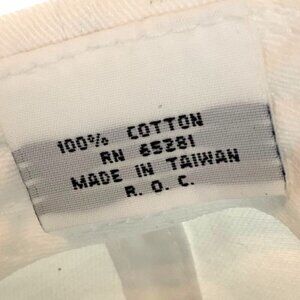 100% COTTON
RN 65281
MADE IN TAIWAN
R. O. C.